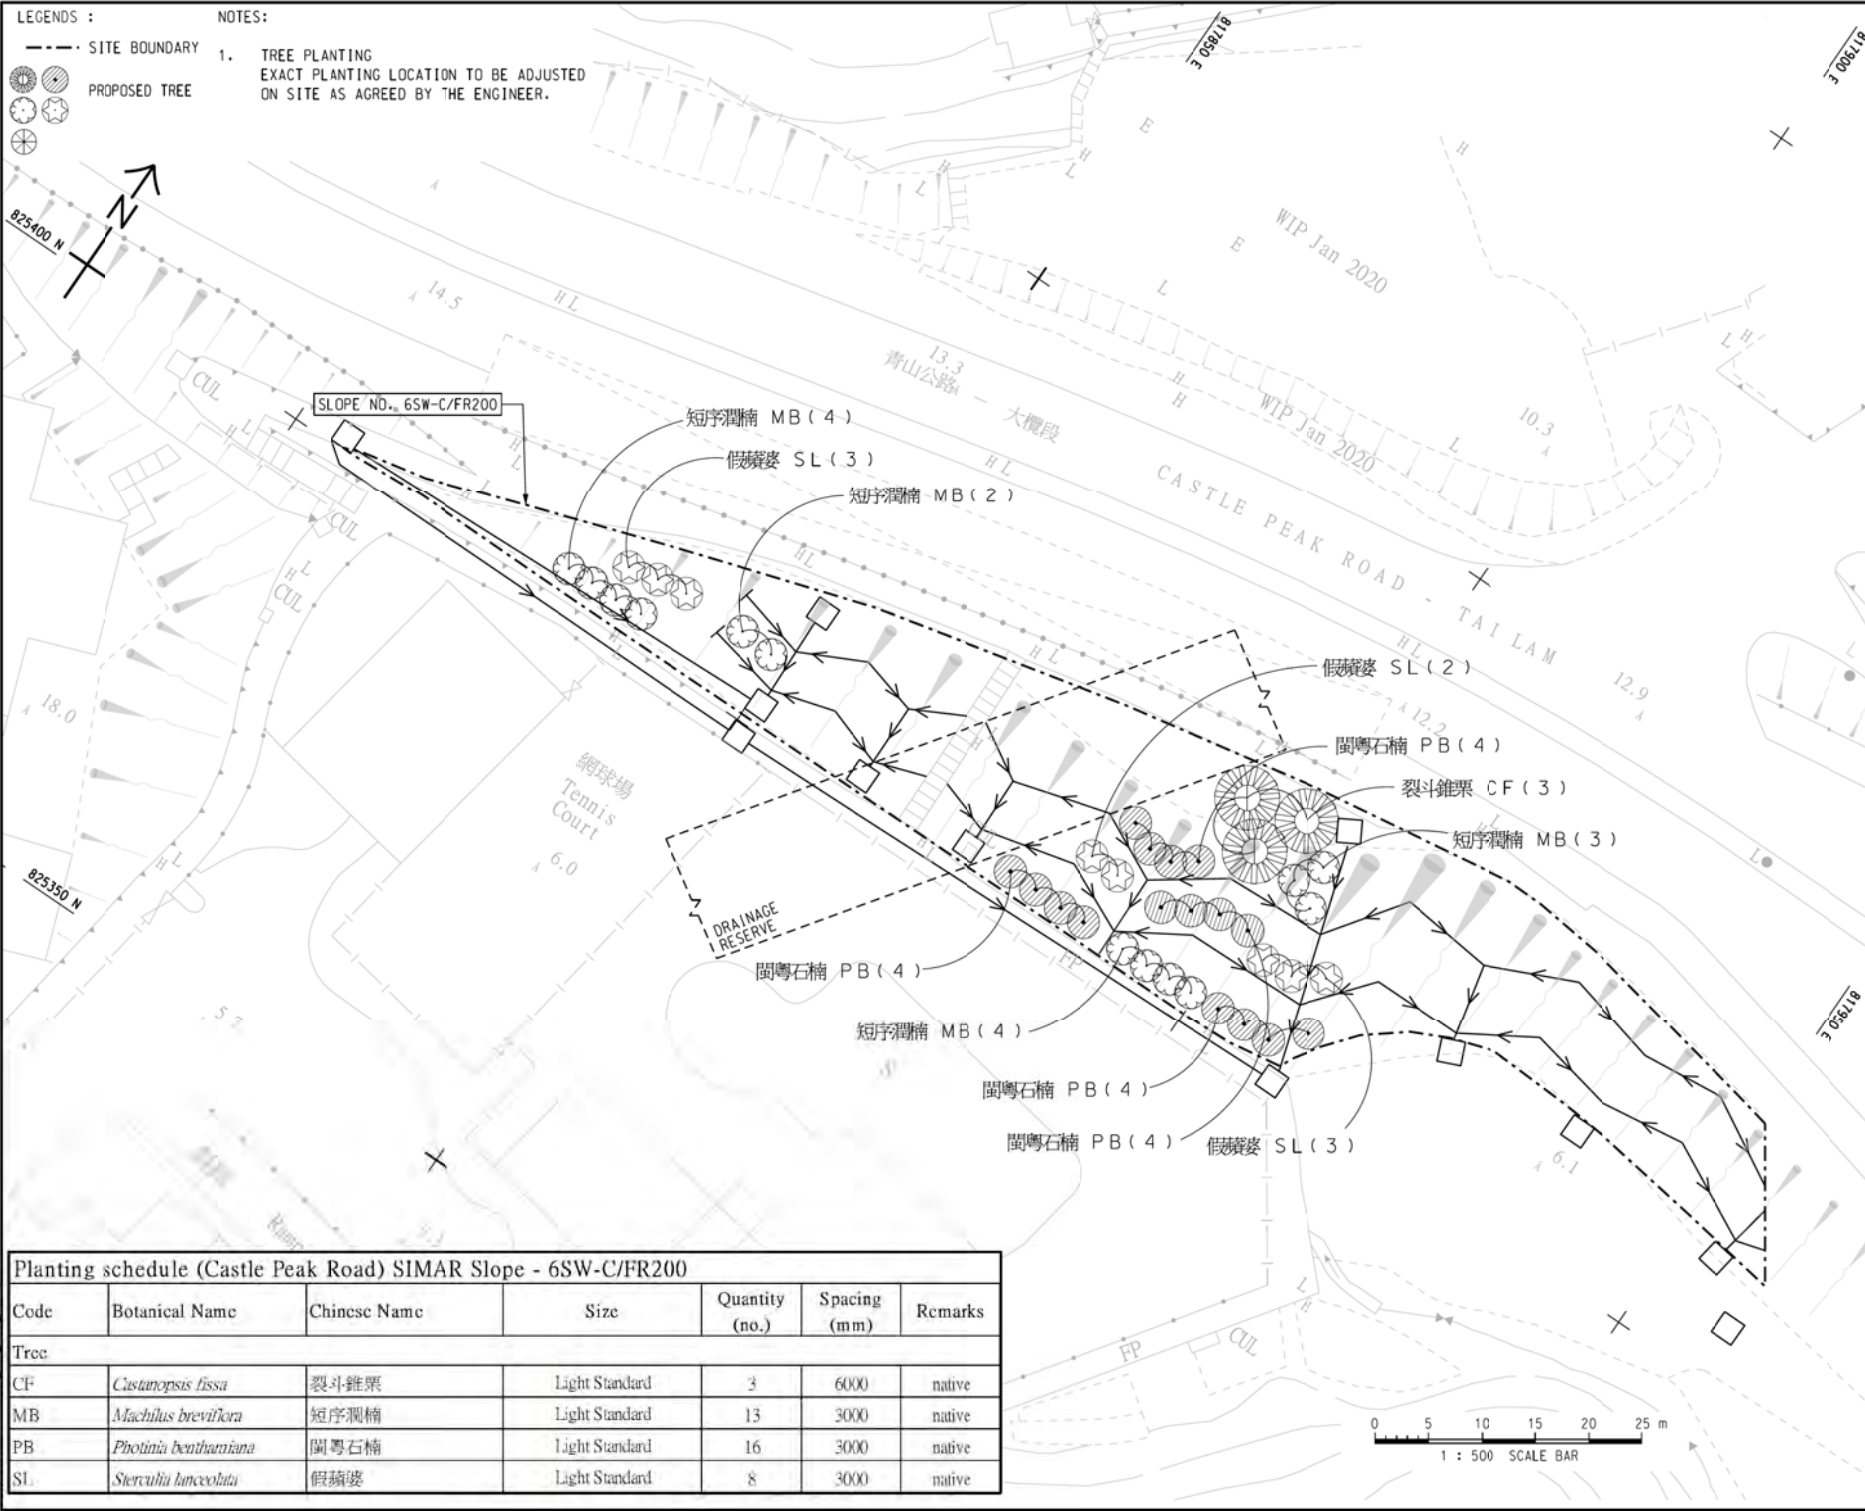 LEGENDS :
NOTES:
SITE BOUNDARY
PROPOSED TREE
1. TREE PLANTING
EXACT PLANTING LOCATION TO BE ADJUSTED
ON SITE AS AGREED BY THE ENGINEER.
817850 E
817900 E
N
825400 N
14.5
H L
WIP Jan 2020
E
E
13.3
青山公路
大欖段
WIP Jan 2020
10.3
CUL
SLOPE NO. 6SW-C/FR200
短序潤楠 MB(4)
假蘋婆 SL(3)
短序潤楠 MB(2)
CASTLE PEAK ROAD - TAI LAM
CUL
CUL
18.0
網球場
Tennis
Court
6.0
假蘋婆 SL(2)
12.9
12.2
閩粵石楠 PB(4)
裂斗錐栗 CF(3)
短序潤楠 MB(3)
825350 N
DRAINAGE
RESERVE
閩粵石楠 PB(4)
FP
短序潤楠 MB(4)
閩粵石楠 PB(4)
閩粵石楠 PB(4)
假蘋婆 SL(3)
817950 E
6.1
FP
CUL
Planting schedule (Castle Peak Road) SIMAR Slope - 6SW-C/FR200
Code Botanical Name Chinese Name Size Quantity (no.) Spacing (mm) Remarks
Tree
CF Castanopsis fissa 裂斗錐栗 Light Standard 3 6000 native
MB Machilus breviflora 短序潤楠 Light Standard 13 3000 native
PB Photinia benthamiana 閩粵石楠 Light Standard 16 3000 native
SL Sterculia lanceolata 假蘋婆 Light Standard 8 3000 native
0 5 10 15 20 25 m
1 : 500 SCALE BAR